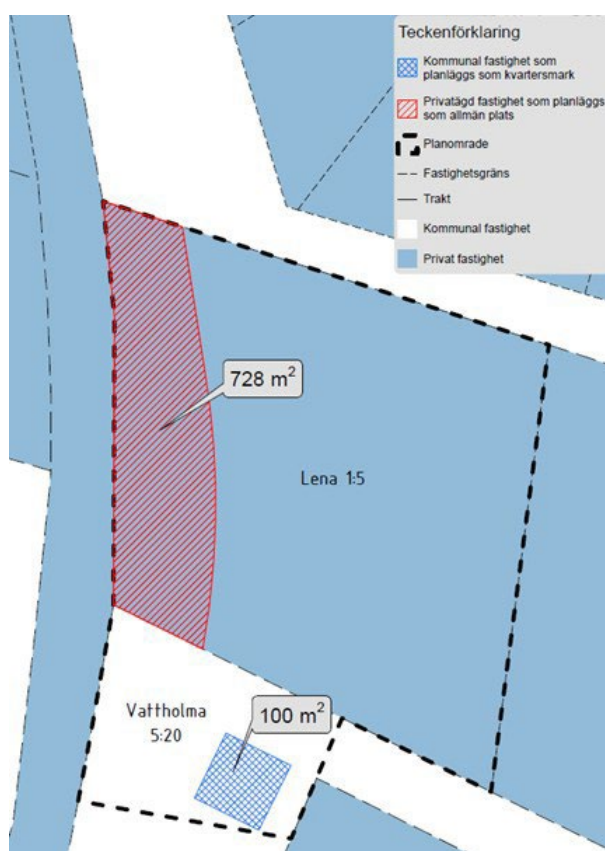 Teckenförklaring
Kommunal fastighet som
planläggs som kvartersmark
Privatägd fastighet som planläggs
som allmän plats
Planomrade
Fastighetsgräns
Trakt
Kommunal fastighet
Privat fastighet
728 m²
Lena 1:5
Vattholma
5:20
100 m²